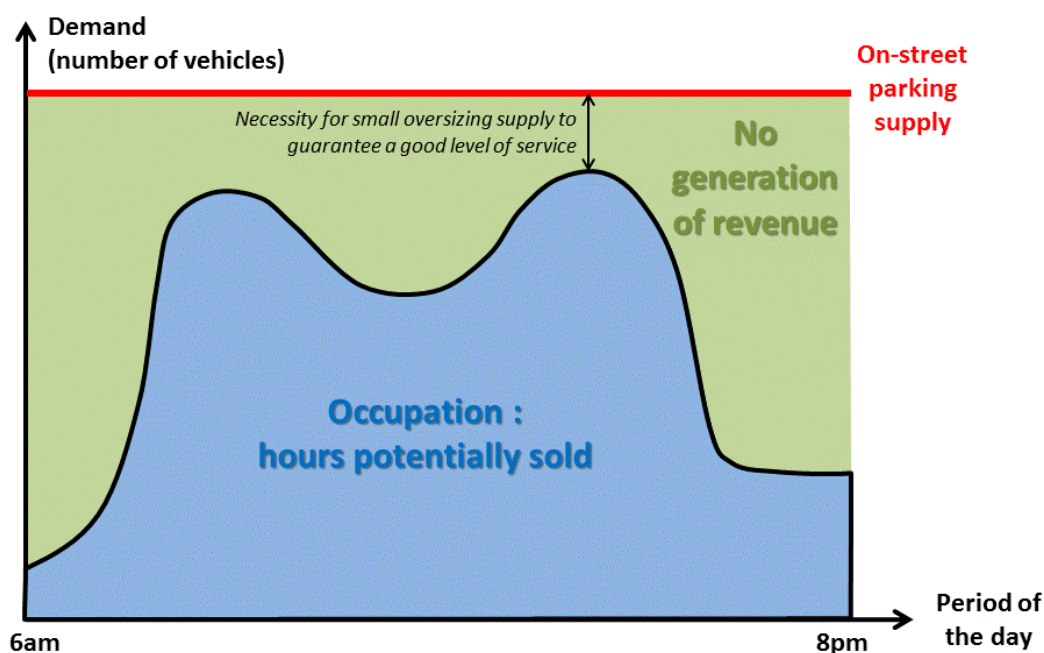 Demand
(number of vehicles)
On-street
parking
supply
Necessity for small oversizing supply to
guarantee a good level of service
No
generation
of revenue
Occupation :
hours potentially sold
6am
8pm
Period of
the day